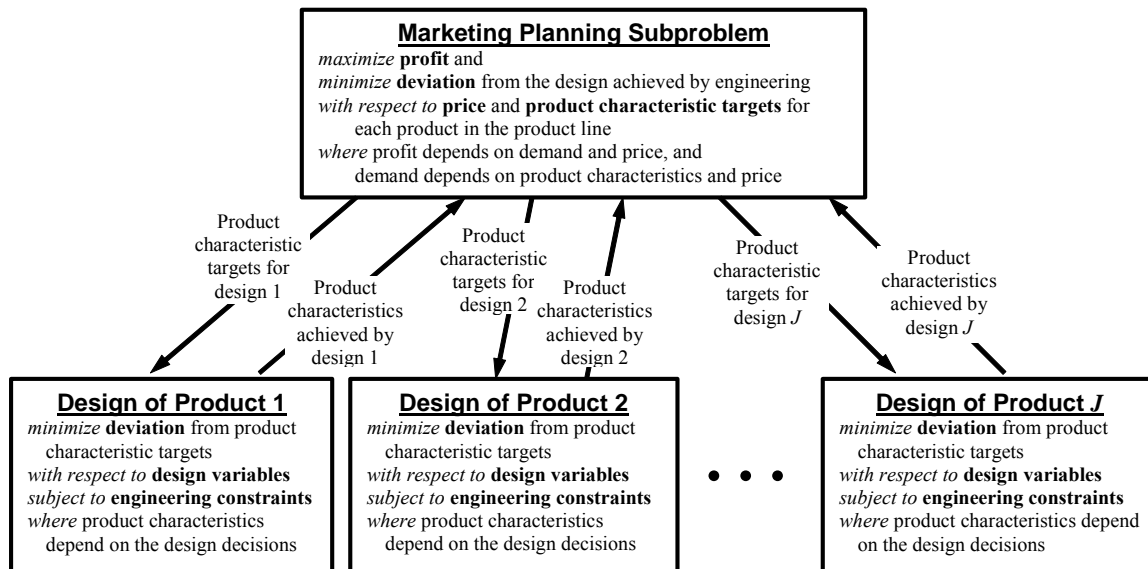 Marketing Planning Subproblem
maximize profit and
minimize deviation from the design achieved by engineering
with respect to price and product characteristic targets for
each product in the product line
where profit depends on demand and price, and
demand depends on product characteristics and price
Product
characteristic
targets for
design 1
Product
characteristics
achieved by
design 1
Product
characteristic
targets for
design 2
Product
characteristics
achieved by
design 2
Product
characteristic
targets for
design J
Product
characteristics
achieved by
design J
Design of Product 1
minimize deviation from product
characteristic targets
with respect to design variables
subject to engineering constraints
where product characteristics
depend on the design decisions
Design of Product 2
minimize deviation from product
characteristic targets
with respect to design variables
subject to engineering constraints
where product characteristics
depend on the design decisions
• • •
Design of Product J
minimize deviation from product
characteristic targets
with respect to design variables
subject to engineering constraints
where product characteristics depend
on the design decisions